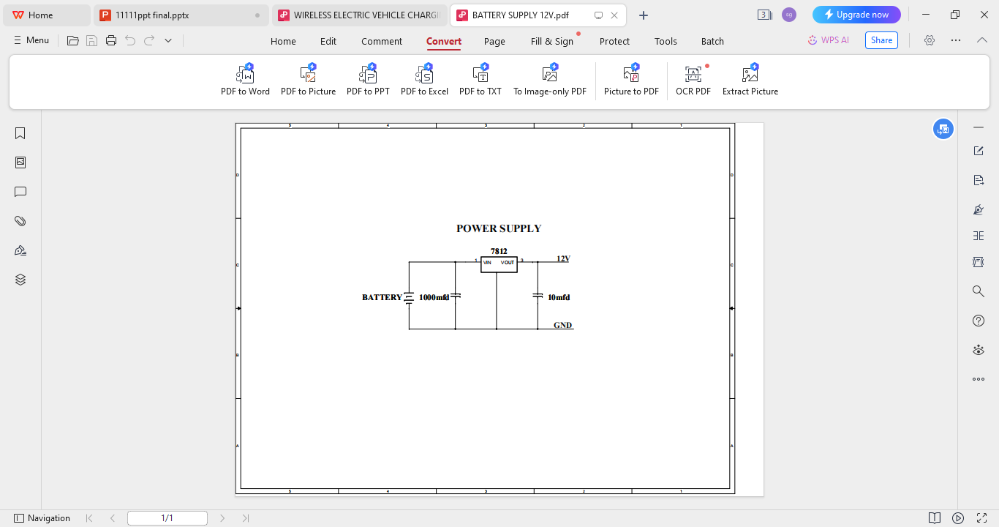 Home
11111ppt final.pptx
WIRELESS ELECTRIC VEHICLE CHARGI
BATTERY SUPPLY 12V.pdf
3
Upgrade now
Menu
Home Edit Comment Convert Page Fill & Sign Protect Tools Batch
WPS AI
Share
PDF to Word PDF to Picture PDF to PPT PDF to Excel PDF to TXT To Image-only PDF Picture to PDF OCR PDF Extract Picture
POWER SUPPLY
7812
1 VIN VOUT 3 12V
BATTERY 1000mfd 10mfd
GND
Navigation 1/1